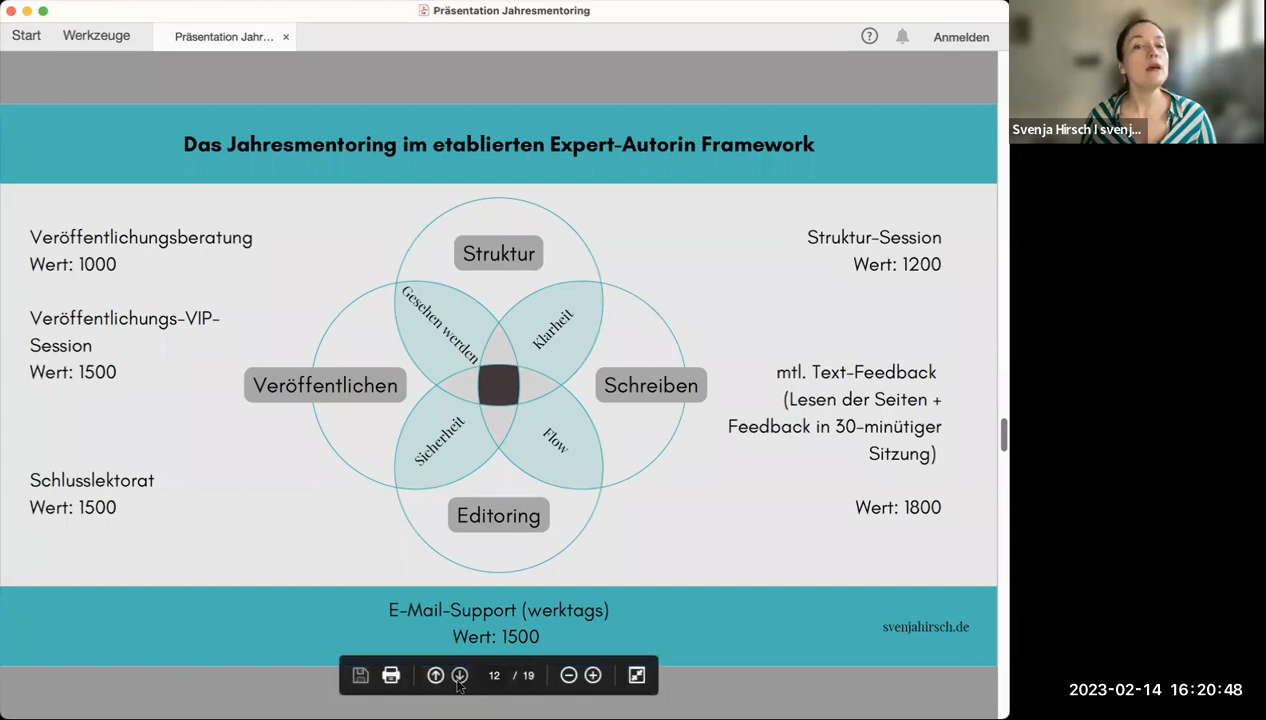 Präsentation Jahresmentoring
Start
Werkzeuge
Präsentation Jahr...
×
?
Anmelden
Svenja Hirsch I svenj...
Das Jahresmentoring im etablierten Expert-Autorin Framework
Veröffentlichungsberatung
Wert: 1000
Veröffentlichungs-VIP-
Session
Wert: 1500
Schlusslektorat
Wert: 1500
Struktur
Gesehen werden
Klarheit
Veröffentlichen
Schreiben
Sicherheit
Flow
Editoring
Struktur-Session
Wert: 1200
mtl. Text-Feedback
(Lesen der Seiten +
Feedback in 30-minütiger
Sitzung)
Wert: 1800
E-Mail-Support (werktags)
Wert: 1500
svenjahirsch.de
12 / 19
2023-02-14 16:20:48